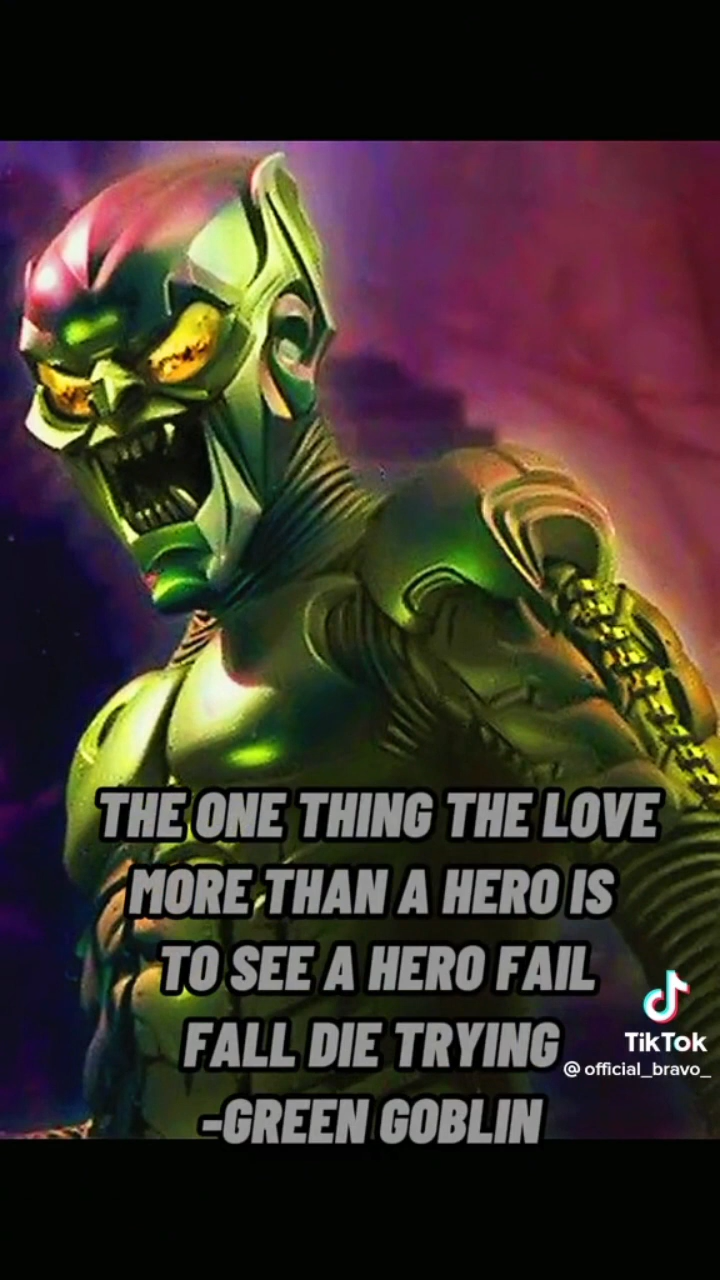 THE ONE THING THE LOVE
MORE THAN A HERO IS
TO SEE A HERO FAIL
FALL DIE TRYING
-GREEN GOBLIN
TikTok
@official_bravo_